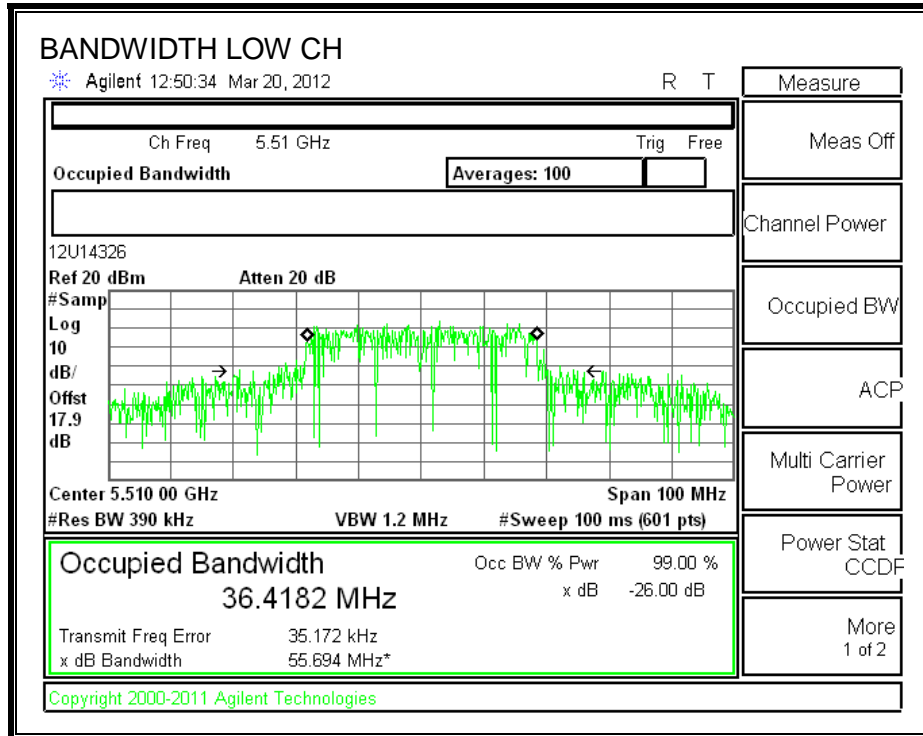 BANDWIDTH LOW CH
Agilent 12:50:34 Mar 20, 2012 R T
Measure
Ch Freq 5.51 GHz Trig Free
Meas Off
Occupied Bandwidth Averages: 100
Channel Power
12U14326
Ref 20 dBm Atten 20 dB
#Samp
Log
10
dB/
Offst
17.9
dB
Occupied BW
ACP
Center 5.510 00 GHz Span 100 MHz
#Res BW 390 kHz VBW 1.2 MHz #Sweep 100 ms (601 pts)
Multi Carrier
Power
Occupied Bandwidth Occ BW % Pwr 99.00 %
36.4182 MHz x dB -26.00 dB
Power Stat
CCDF
Transmit Freq Error 35.172 kHz
x dB Bandwidth 55.694 MHz*
More
1 of 2
Copyright 2000-2011 Agilent Technologies